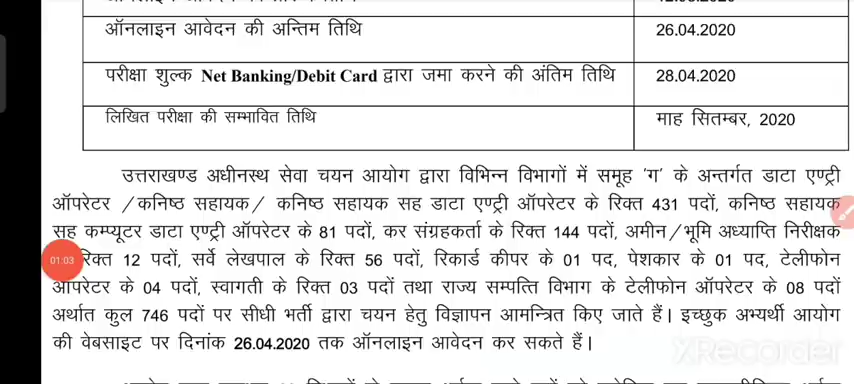 ऑनलाइन आवेदन की अन्तिम तिथि 26.04.2020
परीक्षा शुल्क Net Banking/Debit Card द्वारा जमा करने की अंतिम तिथि 28.04.2020
लिखित परीक्षा की सम्भावित तिथि माह सितम्बर, 2020
उत्तराखण्ड अधीनस्थ सेवा चयन आयोग द्वारा विभिन्न विभागों में समूह 'ग' के अन्तर्गत डाटा एण्ट्री
ऑपरेटर /कनिष्ठ सहायक/ कनिष्ठ सहायक सह डाटा एण्ट्री ऑपरेटर के रिक्त 431 पदों, कनिष्ठ सहायक
सह कम्प्यूटर डाटा एण्ट्री ऑपरेटर के 81 पदों, कर संग्रहकर्ता के रिक्त 144 पदों, अमीन/भूमि अध्याप्ति निरीक्षक
01:03 रिक्त 12 पदों, सर्वे लेखपाल के रिक्त 56 पदों, रिकार्ड कीपर के 01 पद, पेशकार के 01 पद, टेलीफोन
ऑपरेटर के 04 पदों, स्वागती के रिक्त 03 पदों तथा राज्य सम्पत्ति विभाग के टेलीफोन ऑपरेटर के 08 पदों
अर्थात कुल 746 पदों पर सीधी भर्ती द्वारा चयन हेतु विज्ञापन आमन्त्रित किए जाते हैं। इच्छुक अभ्यर्थी आयोग
की वेबसाइट पर दिनांक 26.04.2020 तक ऑनलाइन आवेदन कर सकते हैं।
XRecorder